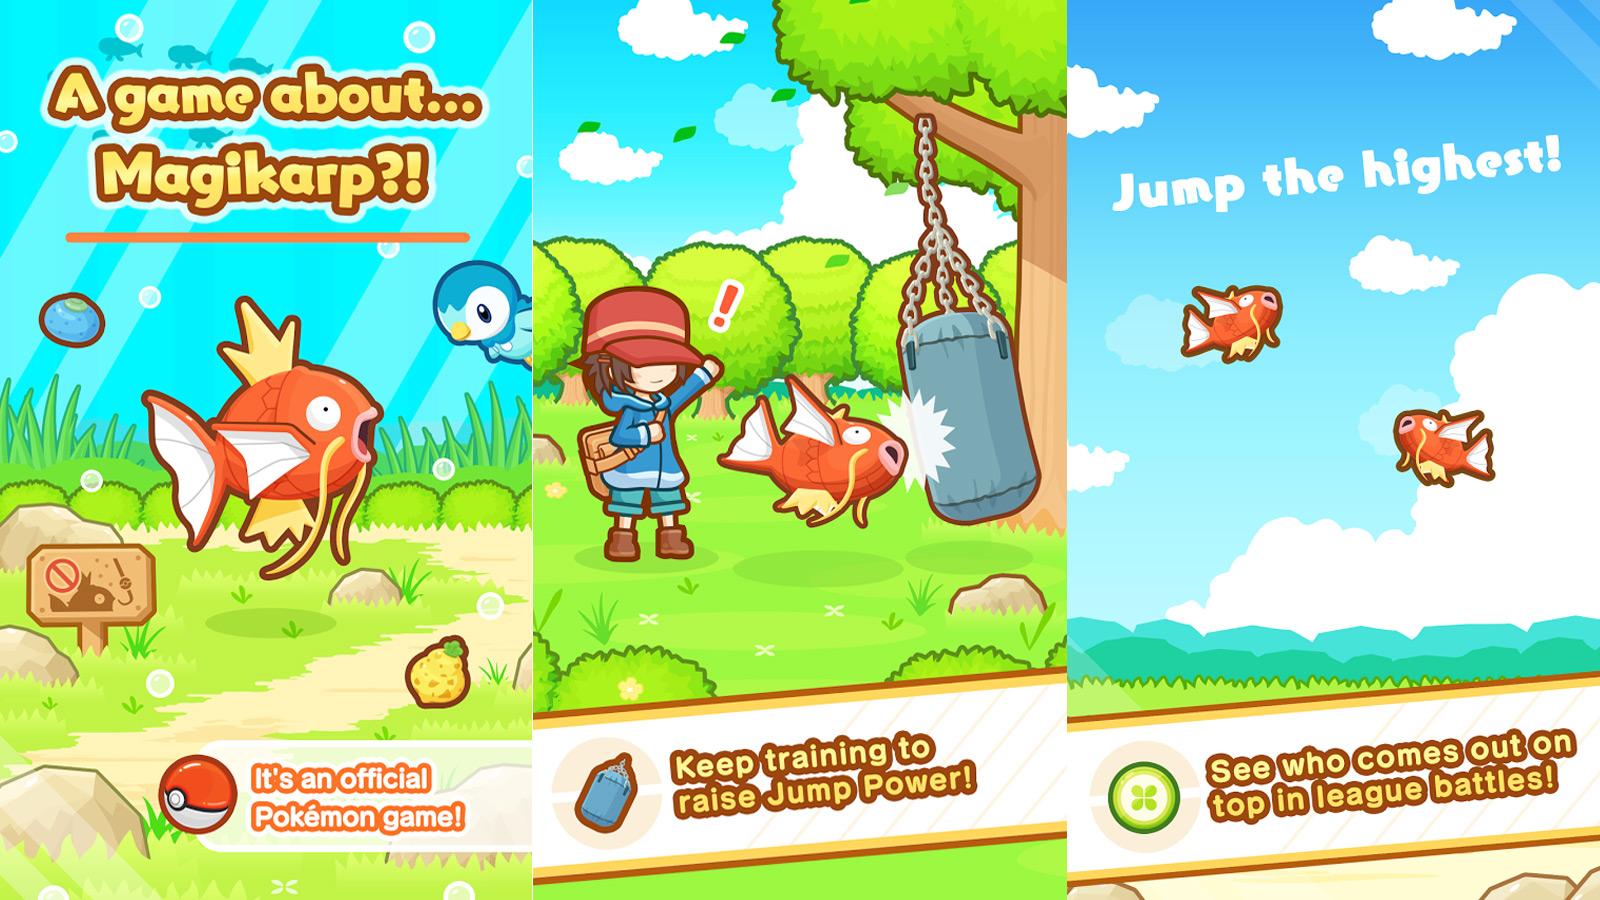 A game about...
Magikarp?!
It's an official
Pokémon game!
!
Keep training to
raise Jump Power!
Jump the highest!
See who comes out on
top in league battles!